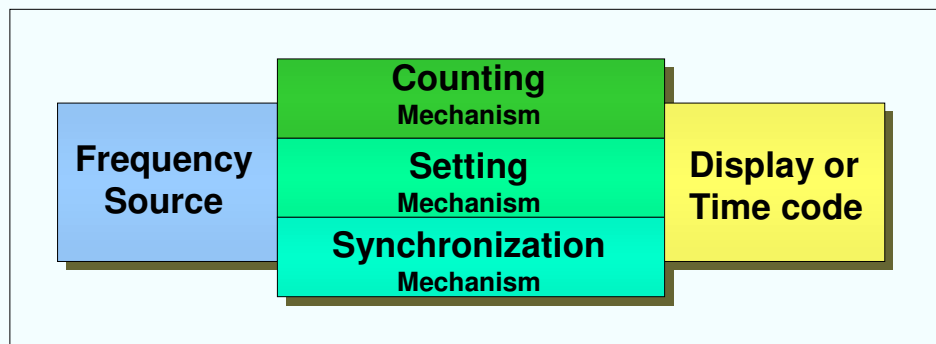 Frequency
Source
Counting
Mechanism
Setting
Mechanism
Synchronization
Mechanism
Display or
Time code